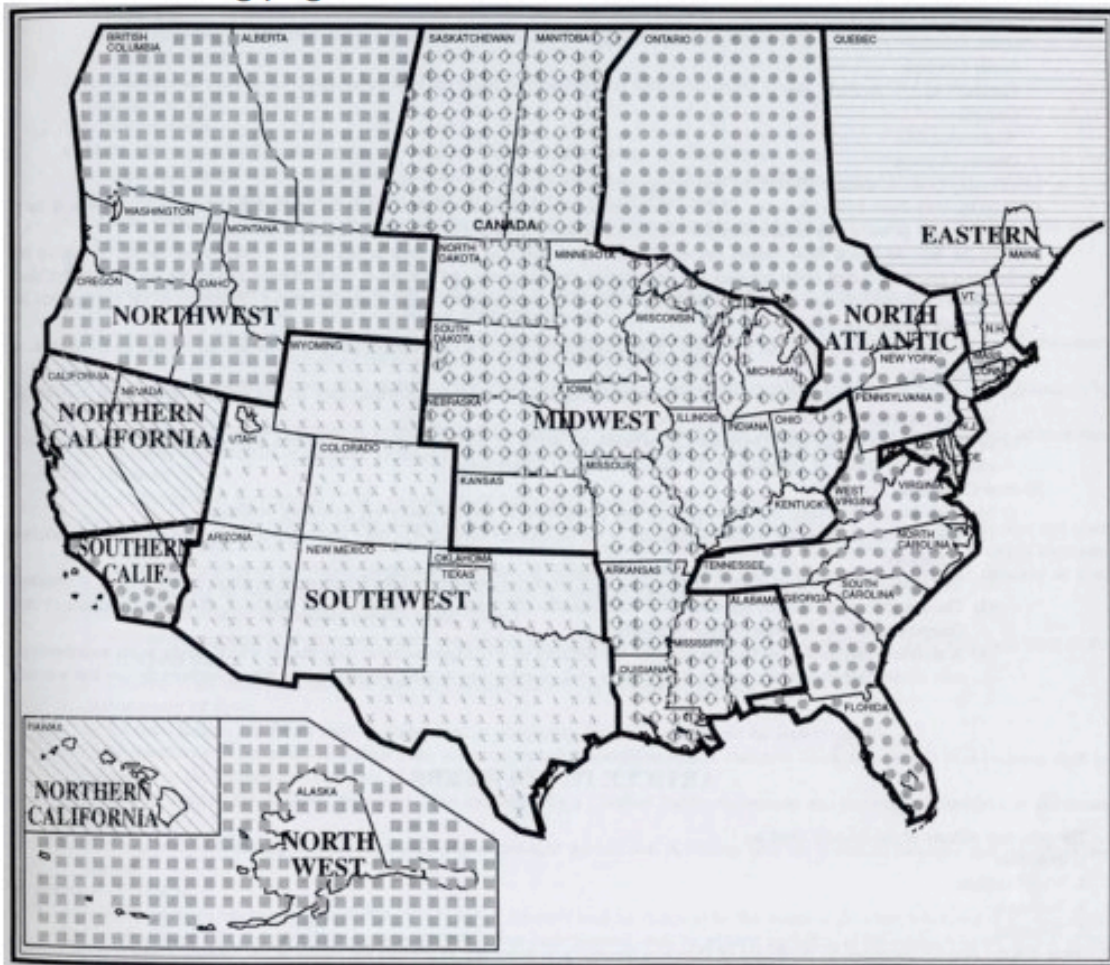 BRITISH
COLUMBIA
ALBERTA
SASKATCHEWAN
MANITOBA
ONTARIO
QUEBEC
CANADA
WASHINGTON
MONTANA
OREGON
IDAHO
NORTHWEST
NORTH
DAKOTA
MINNESOTA
SOUTH
DAKOTA
WISCONSIN
MICHIGAN
EASTERN
MAINE
VT.
N.H.
MASS.
CONN.
NORTH
ATLANTIC
NEW YORK
PENNSYLVANIA
N.J.
MD.
DE
WYOMING
CALIFORNIA
NEVADA
NORTHERN
CALIFORNIA
UTAH
COLORADO
NEBRASKA
IOWA
MIDWEST
ILLINOIS
INDIANA
OHIO
KANSAS
MISSOURI
KENTUCKY
WEST
VIRGINIA
VIRGINIA
NORTH
CAROLINA
SOUTHERN
CALIF.
ARIZONA
NEW MEXICO
OKLAHOMA
TEXAS
SOUTHWEST
ARKANSAS
TENNESSEE
SOUTH
CAROLINA
MISSISSIPPI
ALABAMA
GEORGIA
LOUISIANA
FLORIDA
HAWAII
NORTHERN
CALIFORNIA
ALASKA
NORTH
WEST